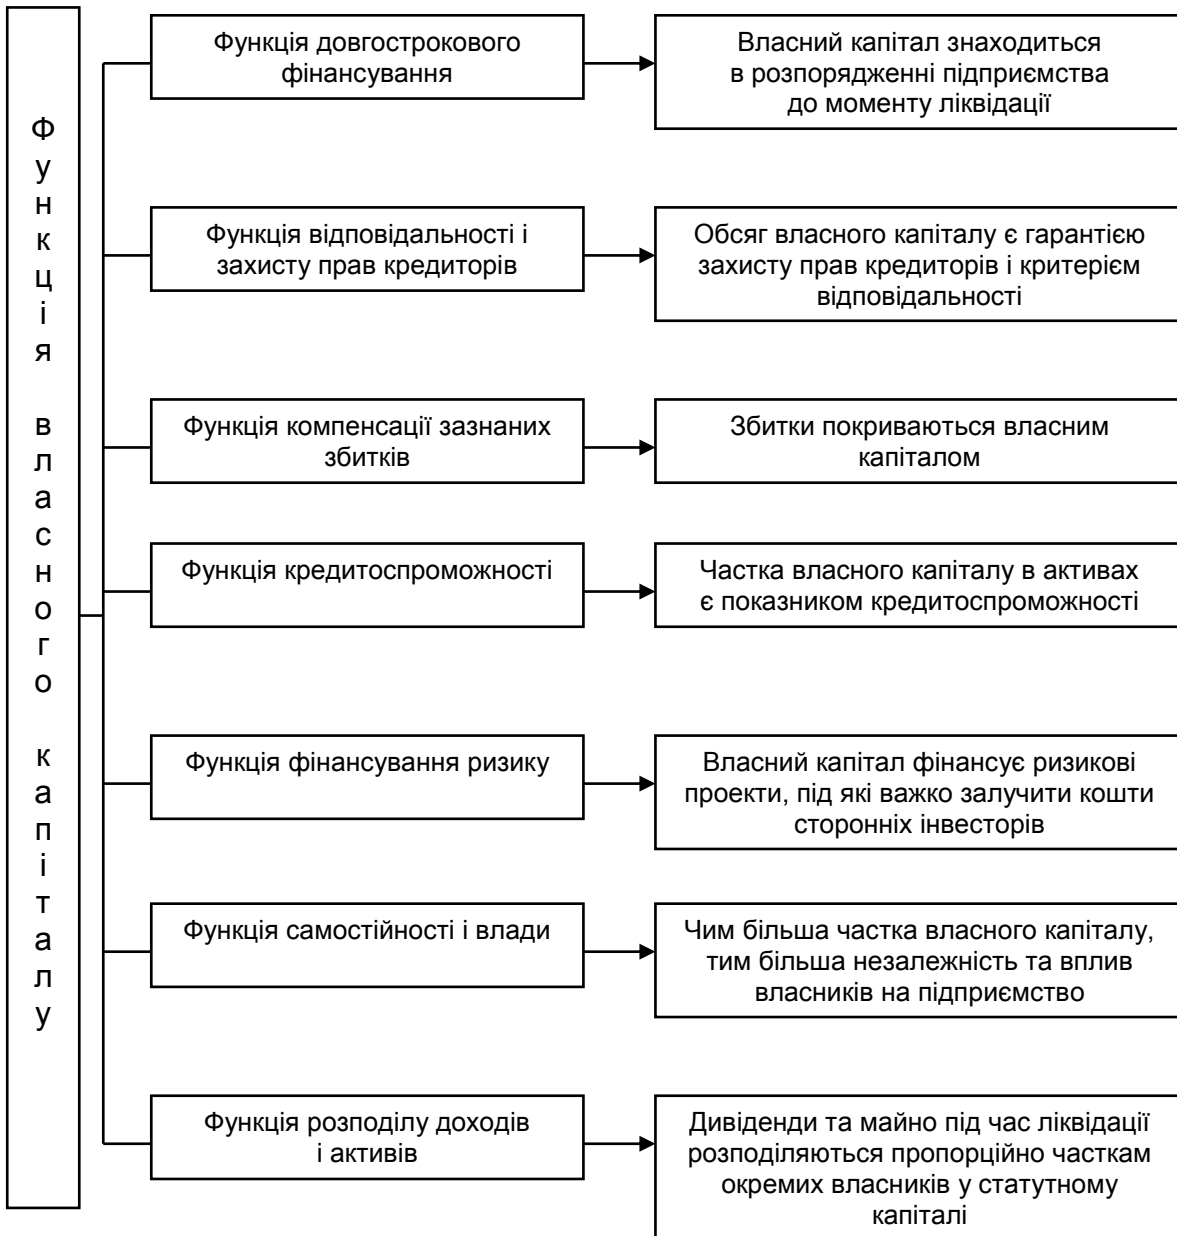 Функція власного капіталу
Функція довгострокового
фінансування
Власний капітал знаходиться
в розпорядженні підприємства
до моменту ліквідації
Функція відповідальності і
захисту прав кредиторів
Обсяг власного капіталу є гарантією
захисту прав кредиторів і критерієм
відповідальності
Функція компенсації зазнаних
збитків
Збитки покриваються власним
капіталом
Функція кредитоспроможності
Частка власного капіталу в активах
є показником кредитоспроможності
Функція фінансування ризику
Власний капітал фінансує ризикові
проекти, під які важко залучити кошти
сторонніх інвесторів
Функція самостійності і влади
Чим більша частка власного капіталу,
тим більша незалежність та вплив
власників на підприємство
Функція розподілу доходів
і активів
Дивіденди та майно під час ліквідації
розподіляються пропорційно часткам
окремих власників у статутному
капіталі